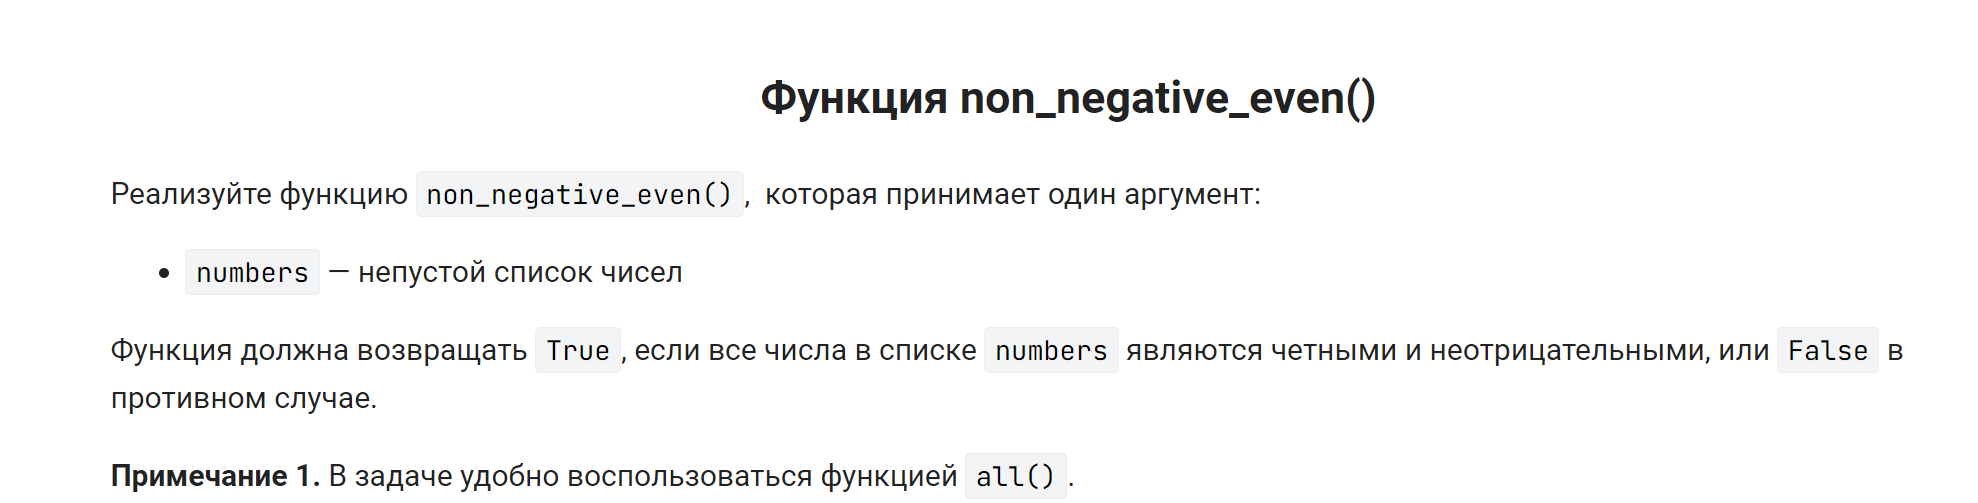 Функция non_negative_even()
Реализуйте функцию non_negative_even(), которая принимает один аргумент:
• numbers — непустой список чисел
Функция должна возвращать True, если все числа в списке numbers являются четными и неотрицательными, или False в
противном случае.
Примечание 1. В задаче удобно воспользоваться функцией all().